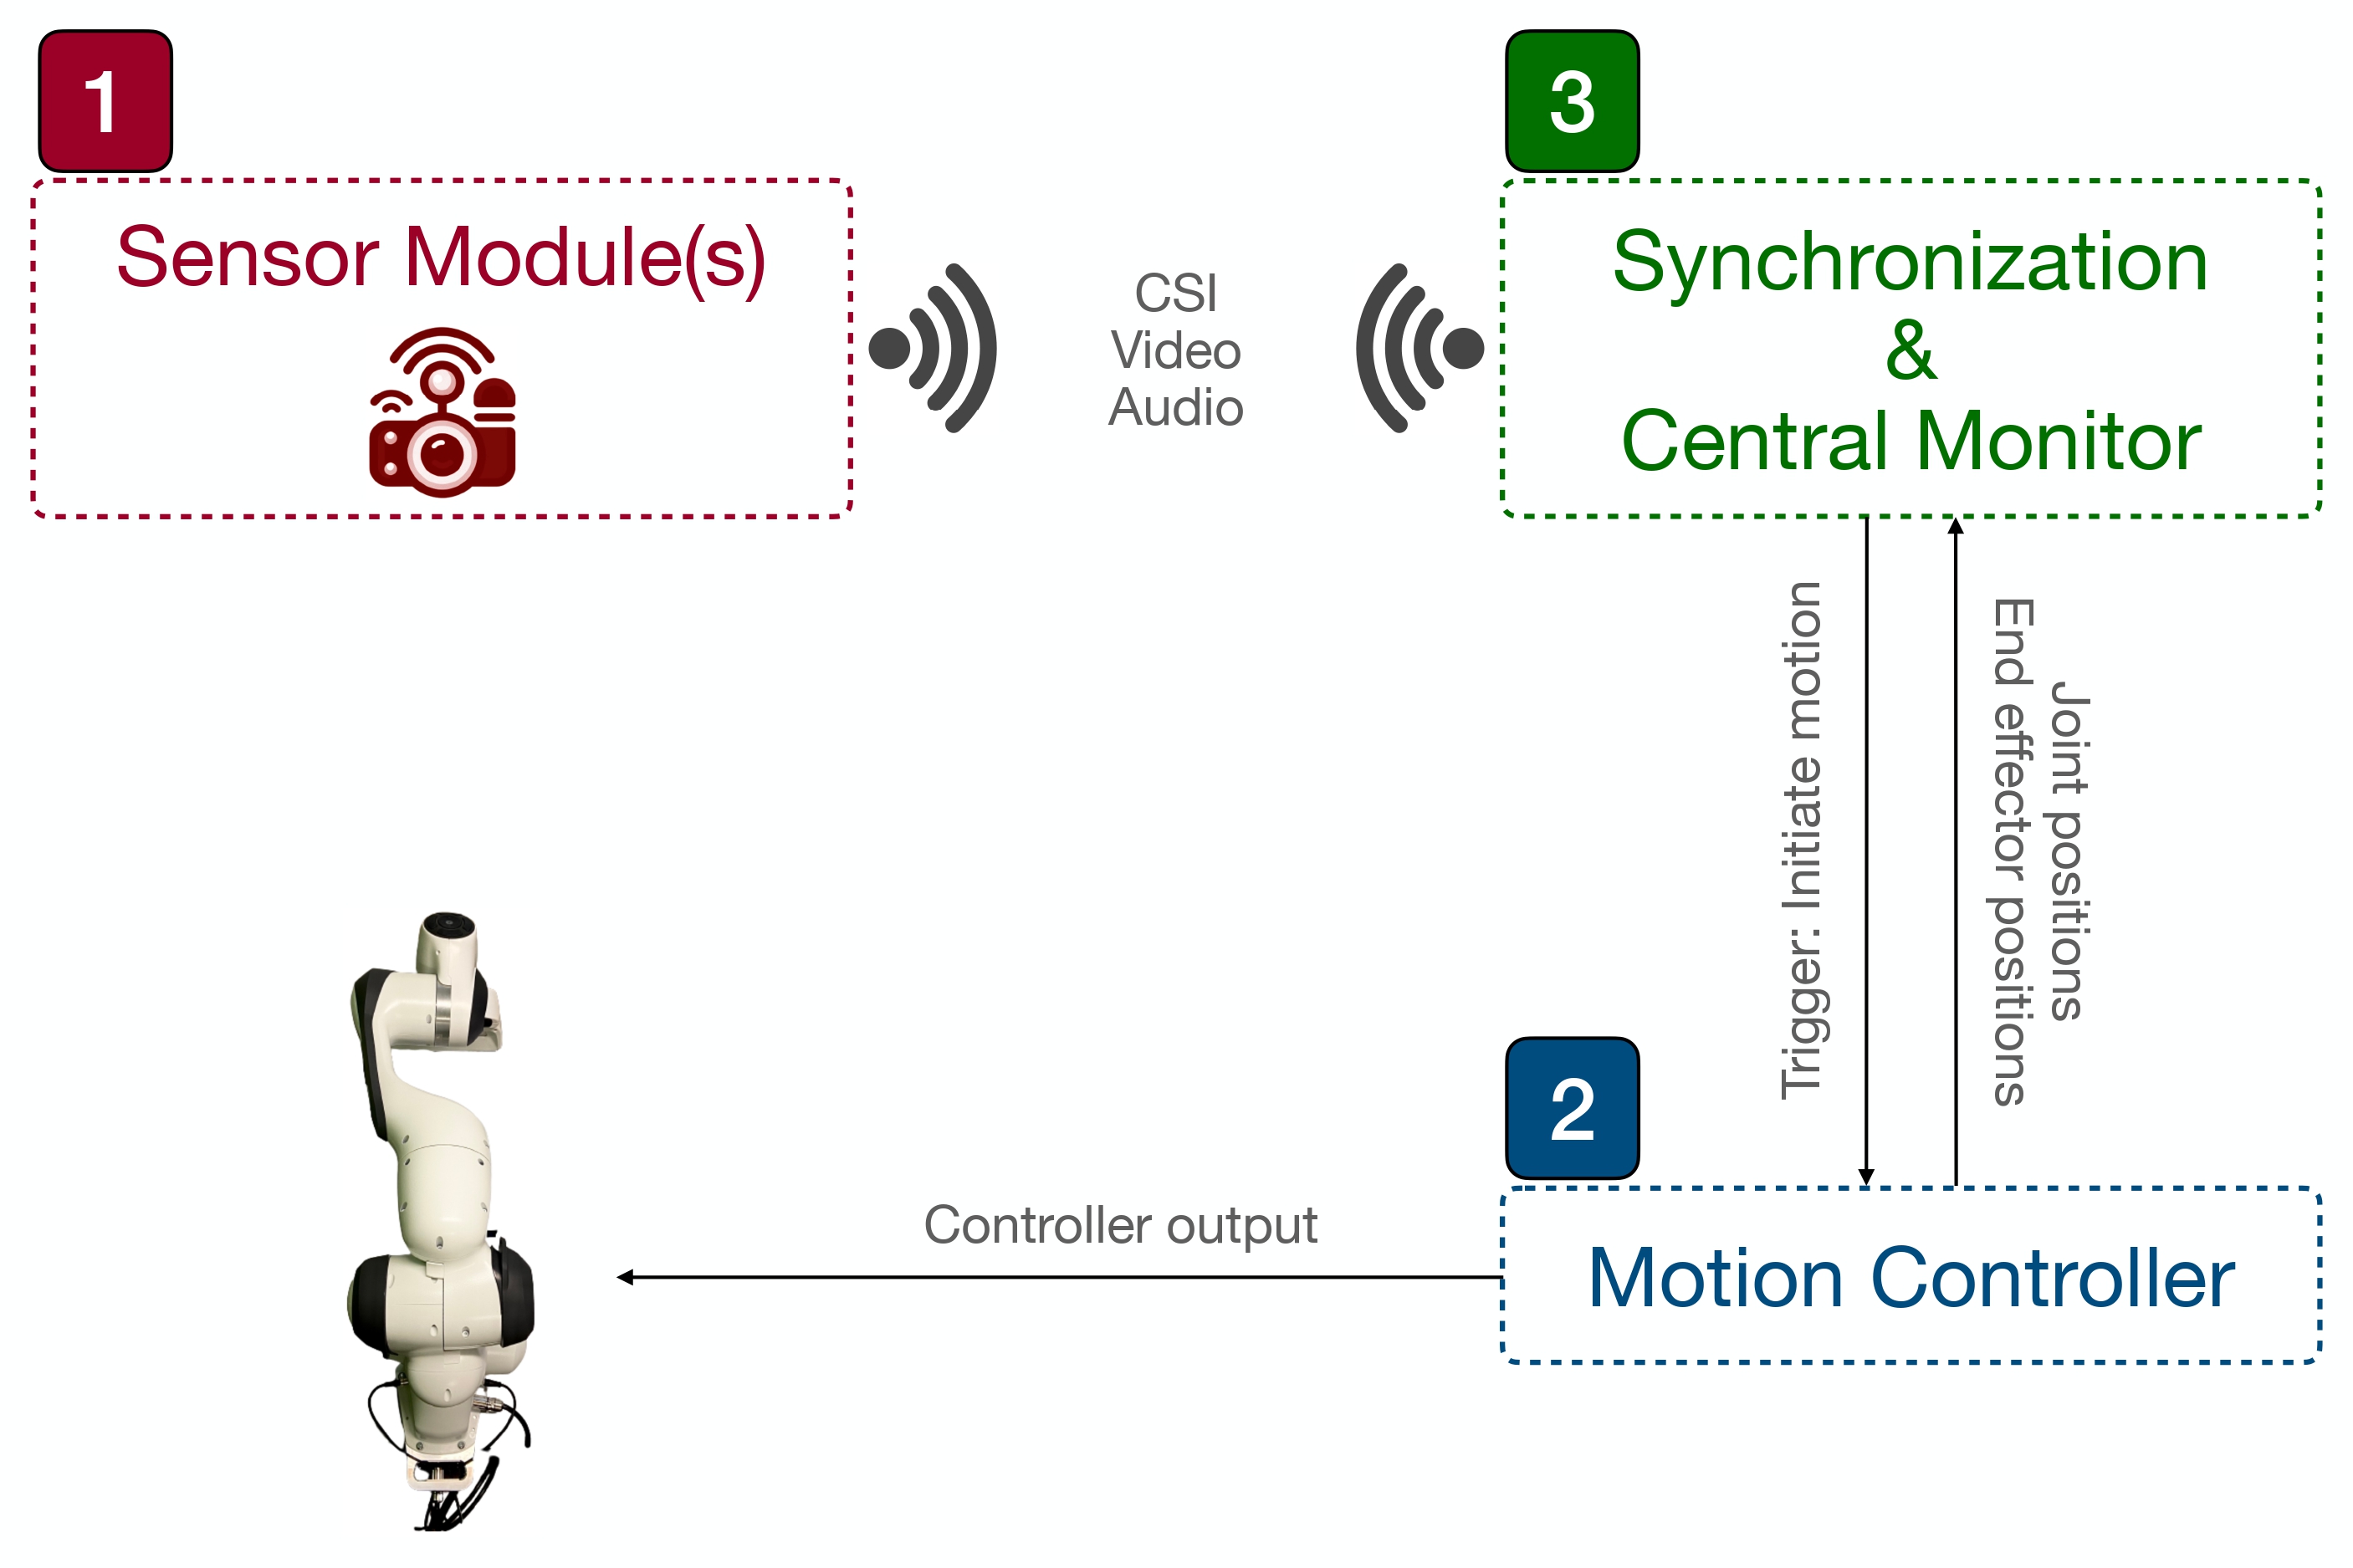 1
Sensor Module(s)
CSI
Video
Audio
3
Synchronization
&
Central Monitor
Trigger: Initiate motion
Joint positions
End effector positions
2
Motion Controller
Controller output